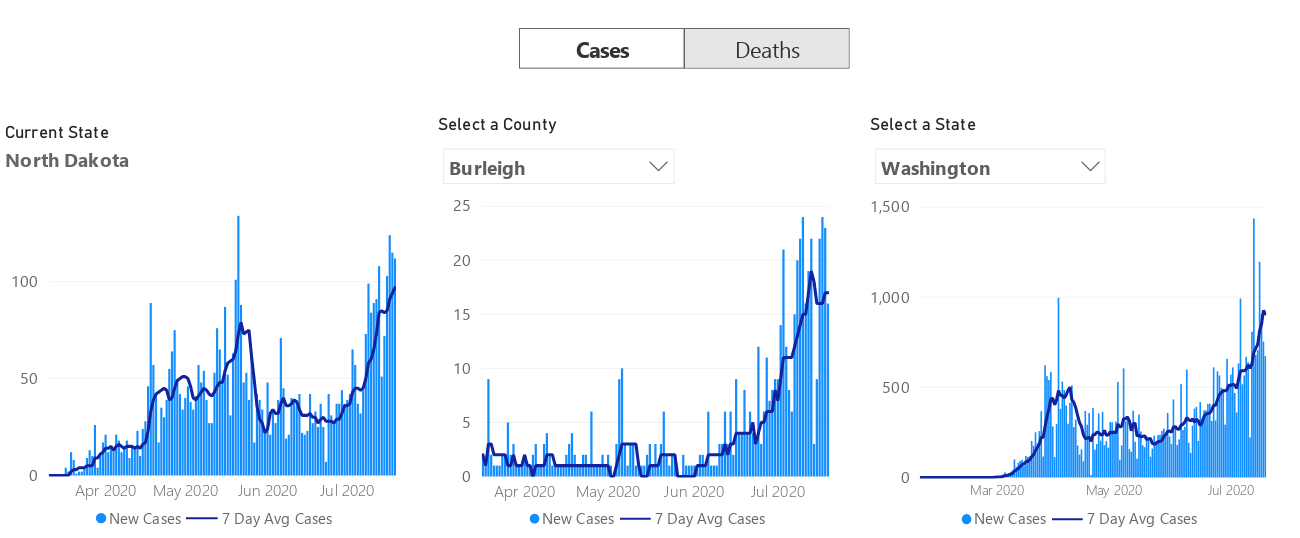 Cases Deaths
Current State
North Dakota
100
50
0
Apr 2020 May 2020 Jun 2020 Jul 2020
New Cases 7 Day Avg Cases
Select a County
Burleigh
25
20
15
10
5
0
Apr 2020 May 2020 Jun 2020 Jul 2020
New Cases 7 Day Avg Cases
Select a State
Washington
1,500
1,000
500
0
Mar 2020 May 2020 Jul 2020
New Cases 7 Day Avg Cases